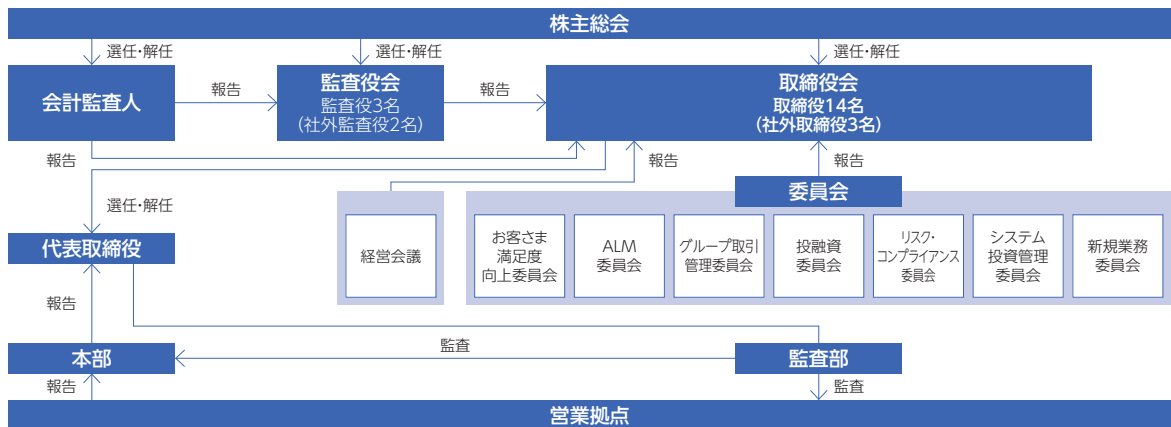 株主総会
選任・解任
選任・解任
選任・解任
会計監査人
報告
監査役会
監査役3名
(社外監査役2名)
報告
取締役会
取締役14名
(社外取締役3名)
報告
報告
報告
選任・解任
委員会
代表取締役
経営会議
お客さま
満足度
向上委員会
ALM
委員会
グループ取引
管理委員会
投融資
委員会
リスク・
コンプライアンス
委員会
システム
投資管理
委員会
新規業務
委員会
報告
本部
監査
監査部
報告
監査
営業拠点